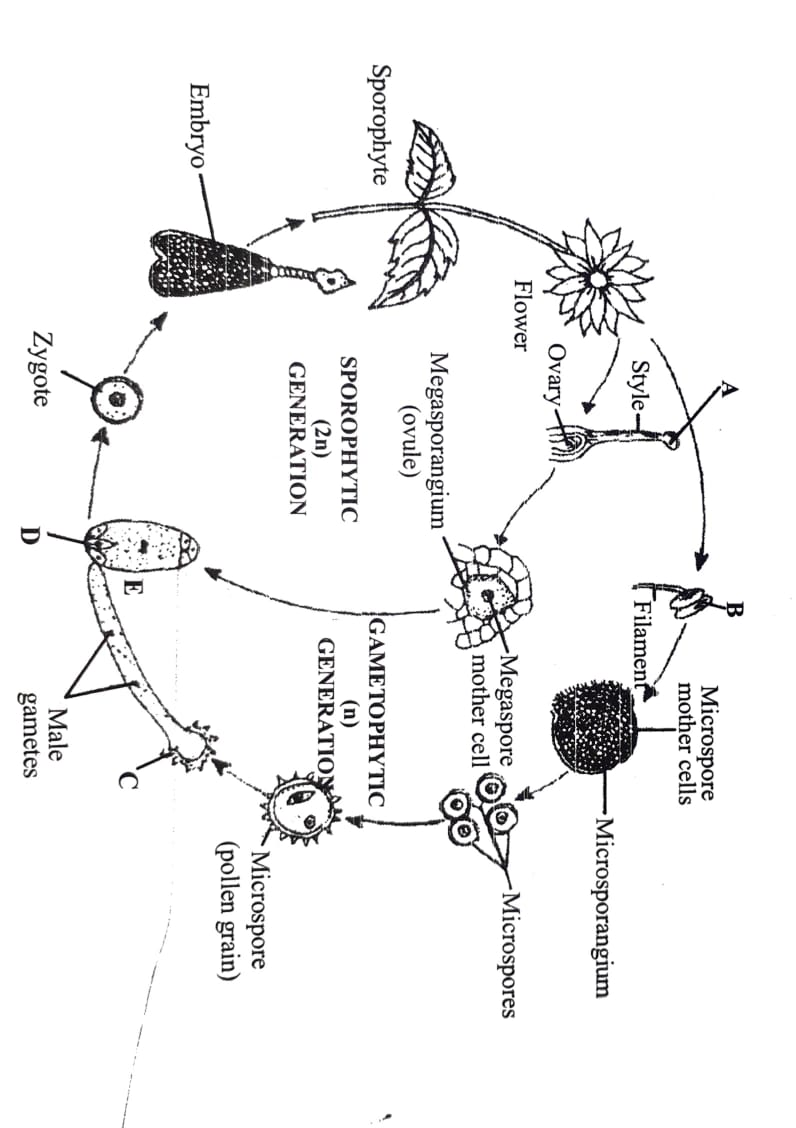 A
B
Style
Ovary
Flower
Filament
Microspore
mother cells
Microsporangium
Sporophyte
Megasporangium
(ovule)
Megaspore
mother cell
Microspores
SPOROPHYTIC
(2n)
GENERATION
GAMETOPHYTIC
(n)
GENERATION
Microspore
(pollen grain)
Embryo
Zygote
D
E
C
Male
gametes